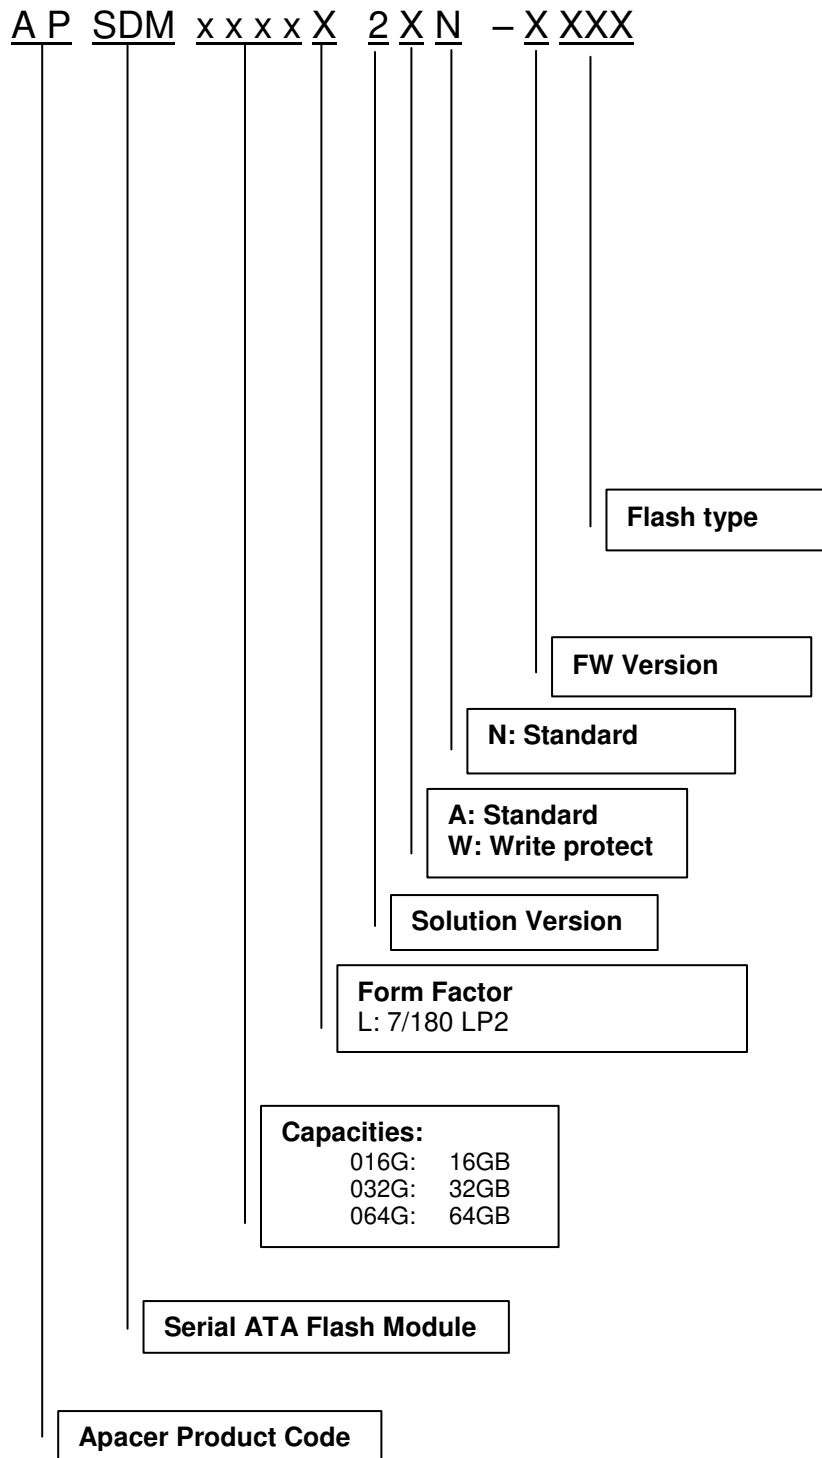 A P SDM x x x x X 2 X N – X XXX
Flash type
FW Version
N: Standard
A: Standard
W: Write protect
Solution Version
Form Factor
L: 7/180 LP2
Capacities:
016G: 16GB
032G: 32GB
064G: 64GB
Serial ATA Flash Module
Apacer Product Code